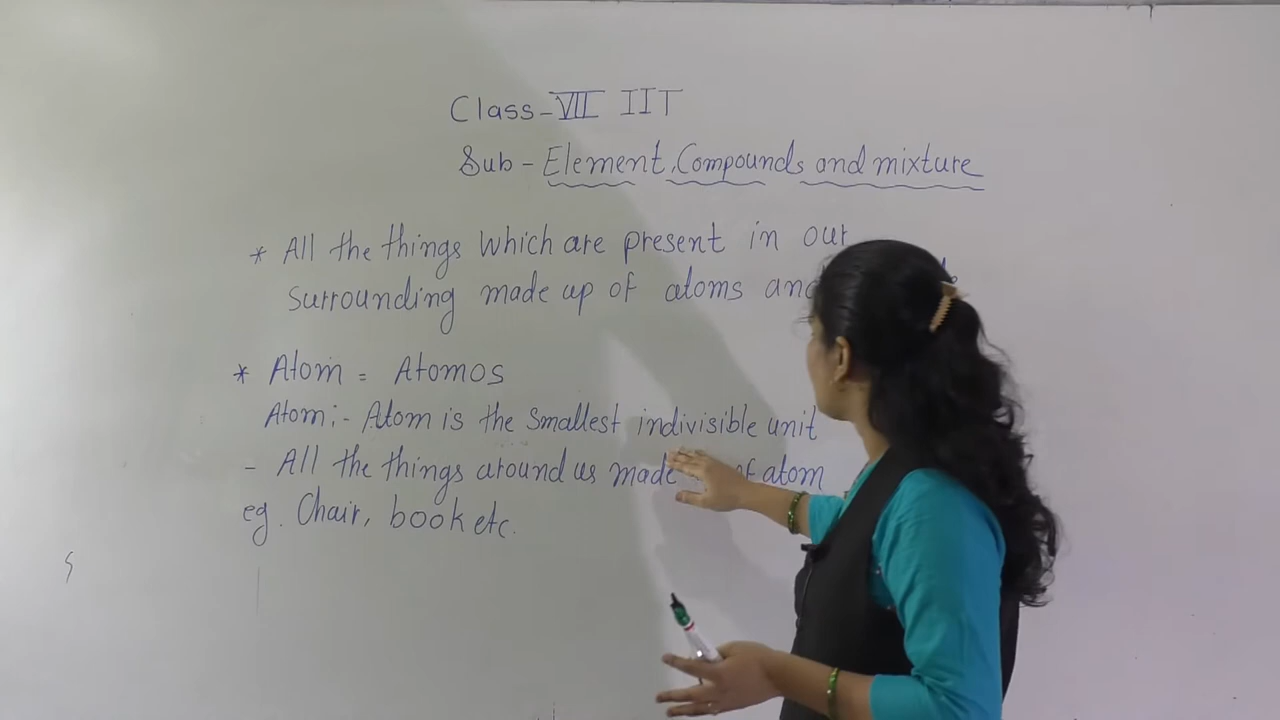 Class-VII IIT
Sub - Element, Compounds and mixture
* All the things which are present in our
surrounding made up of atoms and
* Atom = Atomos
Atom:- Atom is the smallest indivisible unit
- All the things around us made of atom
eg. Chair, book etc.